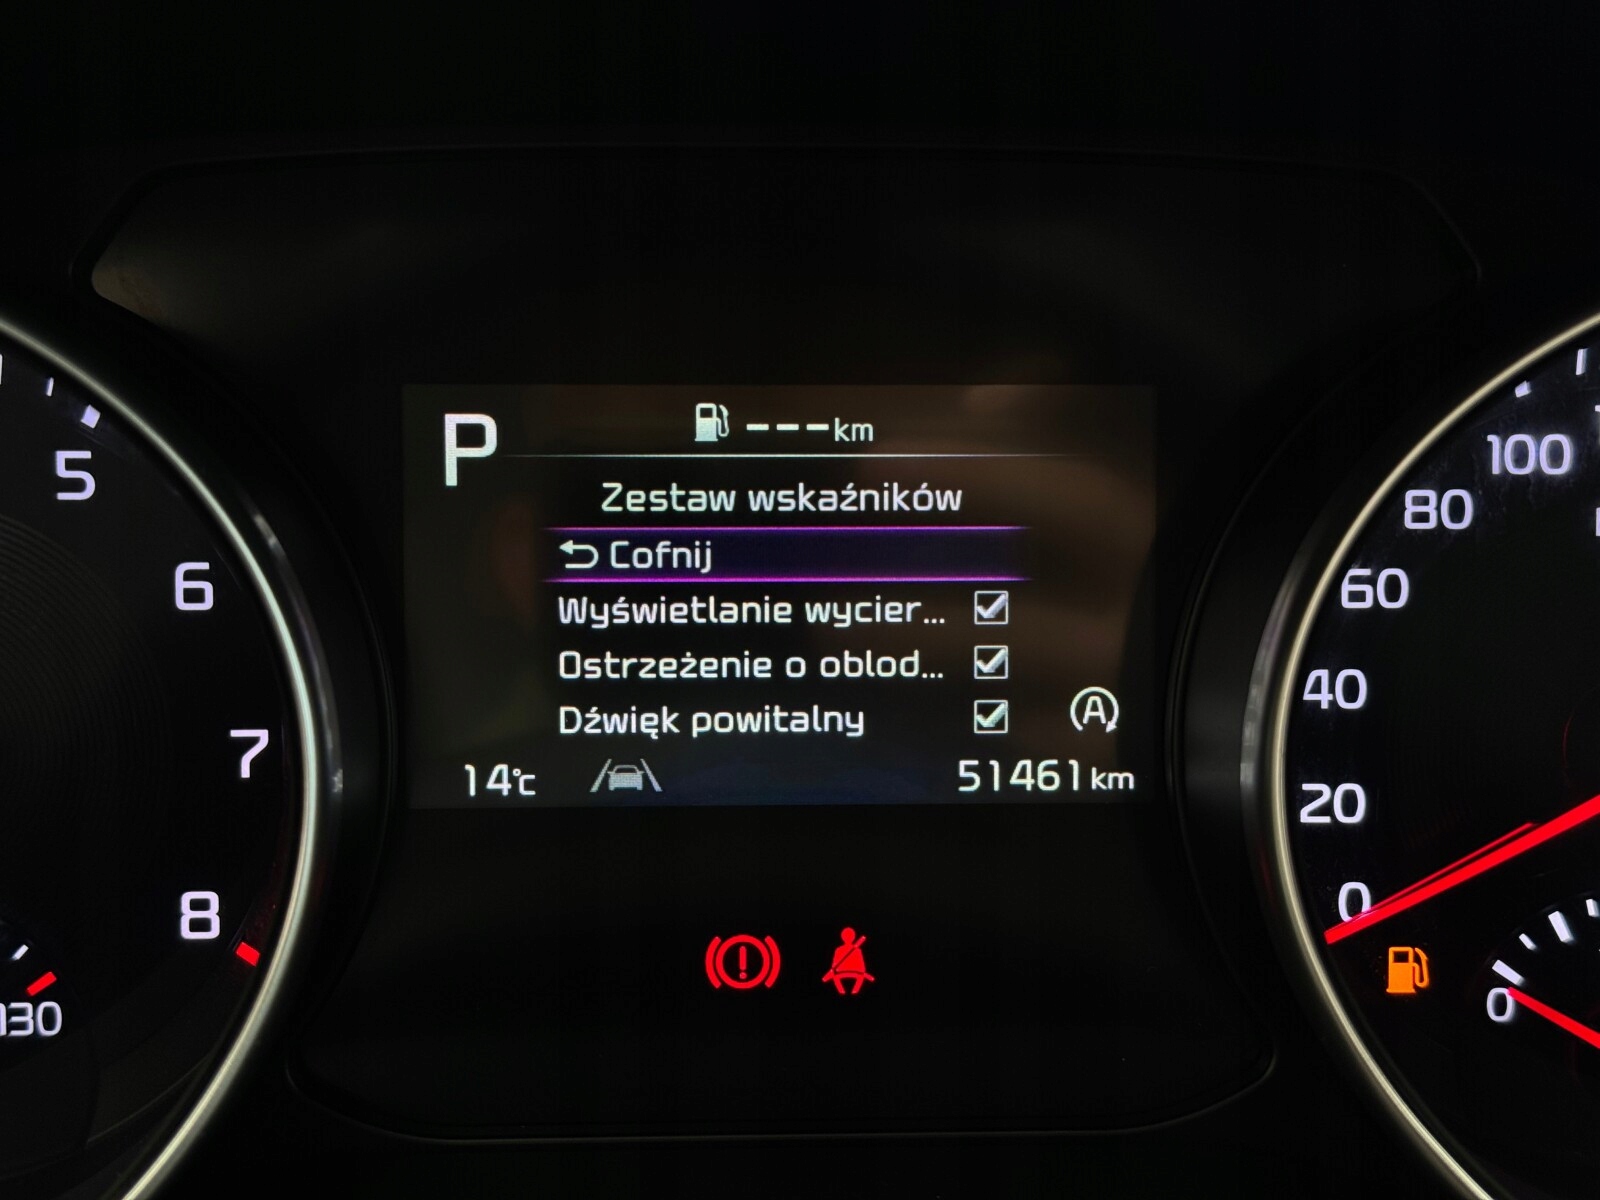 P
---km
Zestaw wskaźników
Cofnij
Wyświetlanie wycier...
Ostrzeżenie o oblod...
Dźwięk powitalny
A
14°C
51461 km
5
6
7
8
130
100
80
60
40
20
0
0